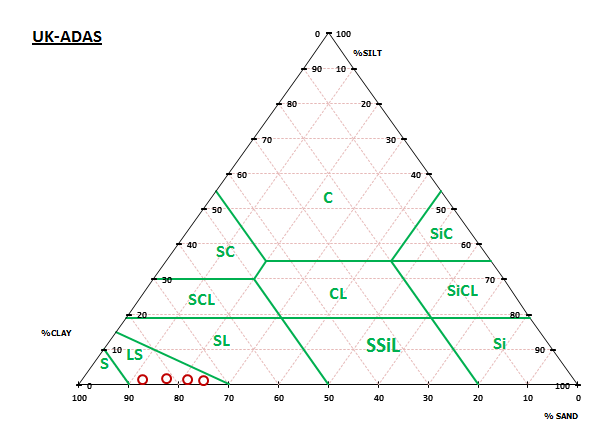 UK-ADAS
0 100
%SILT
90 10
80 20
70 30
60 40
C
50 50
SiC
40 60
SC
30 70
SiCL
CL
SCL
20 80
%CLAY
SL
SSiL
Si
10 90
LS
S
100 0 100
100 90 80 70 60 50 40 30 20 10 0
% SAND